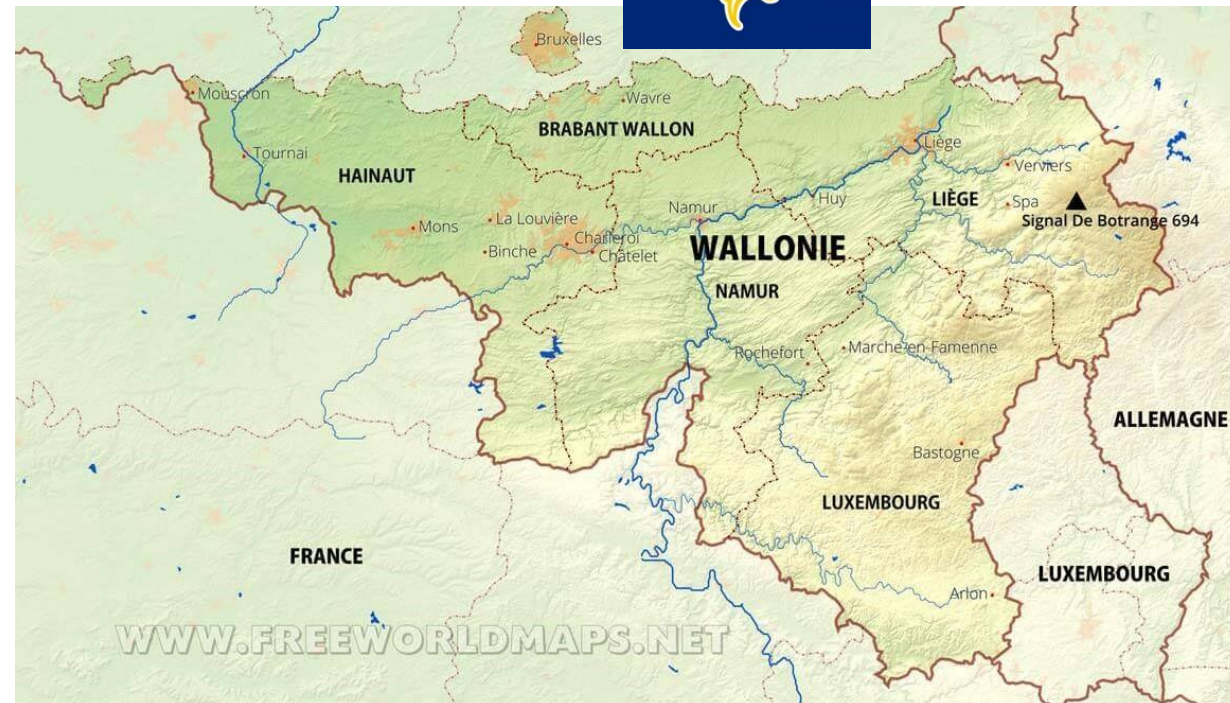 Bruxelles
Mouscron
Wavre
BRABANT WALLON
Tournai
Liège
HAINAUT
Verviers
Huy
LIÈGE
Spa
Namur
Signal De Botrange 694
La Louvière
Mons
Charleroi
WALLONIE
Binche
Châtelet
NAMUR
Rochefort
Marche-en-Famenne
ALLEMAGNE
Bastogne
LUXEMBOURG
FRANCE
LUXEMBOURG
Arlon
WWW.FREEWORLDMAPS.NET